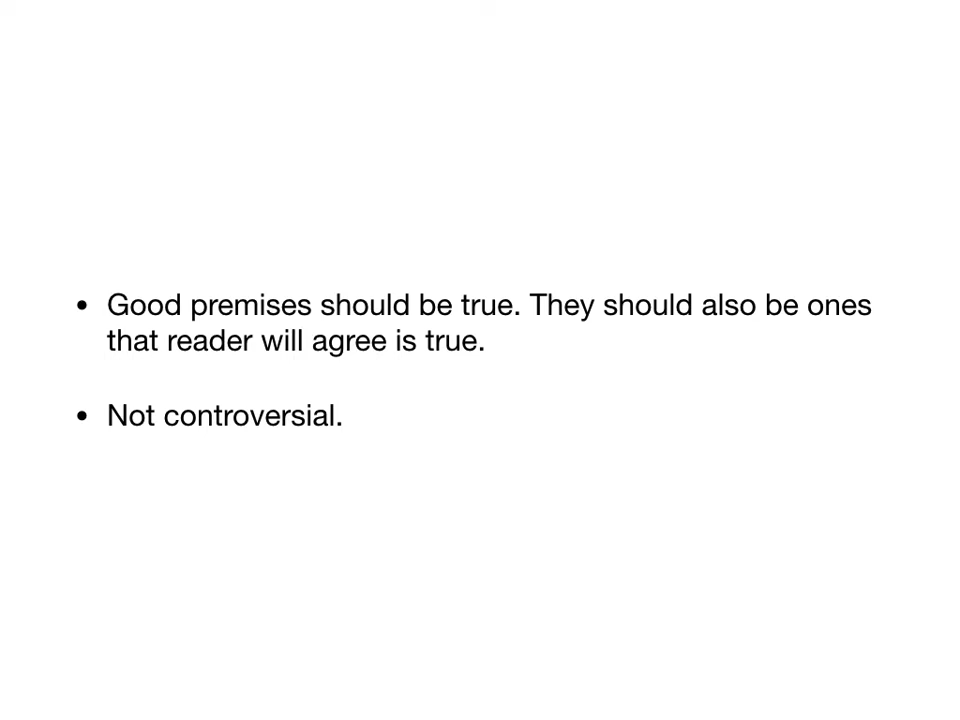 • Good premises should be true. They should also be ones
that reader will agree is true.
• Not controversial.